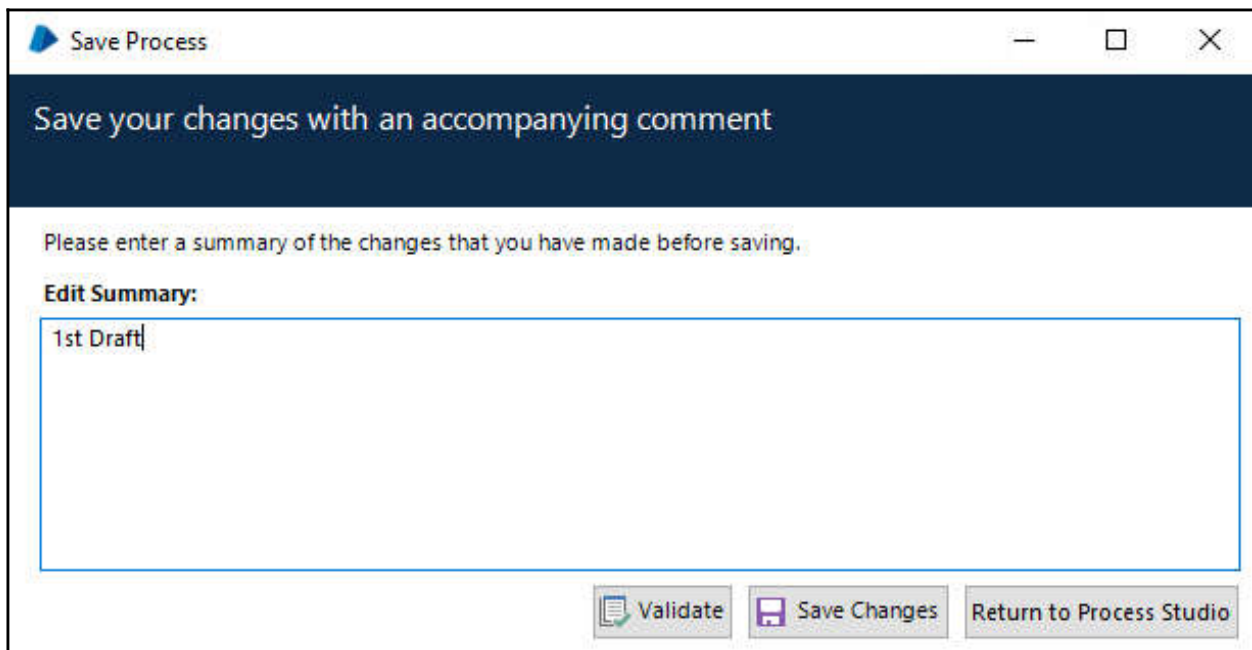 Save Process
Save your changes with an accompanying comment
Please enter a summary of the changes that you have made before saving.
Edit Summary:
1st Draft
Validate
Save Changes
Return to Process Studio